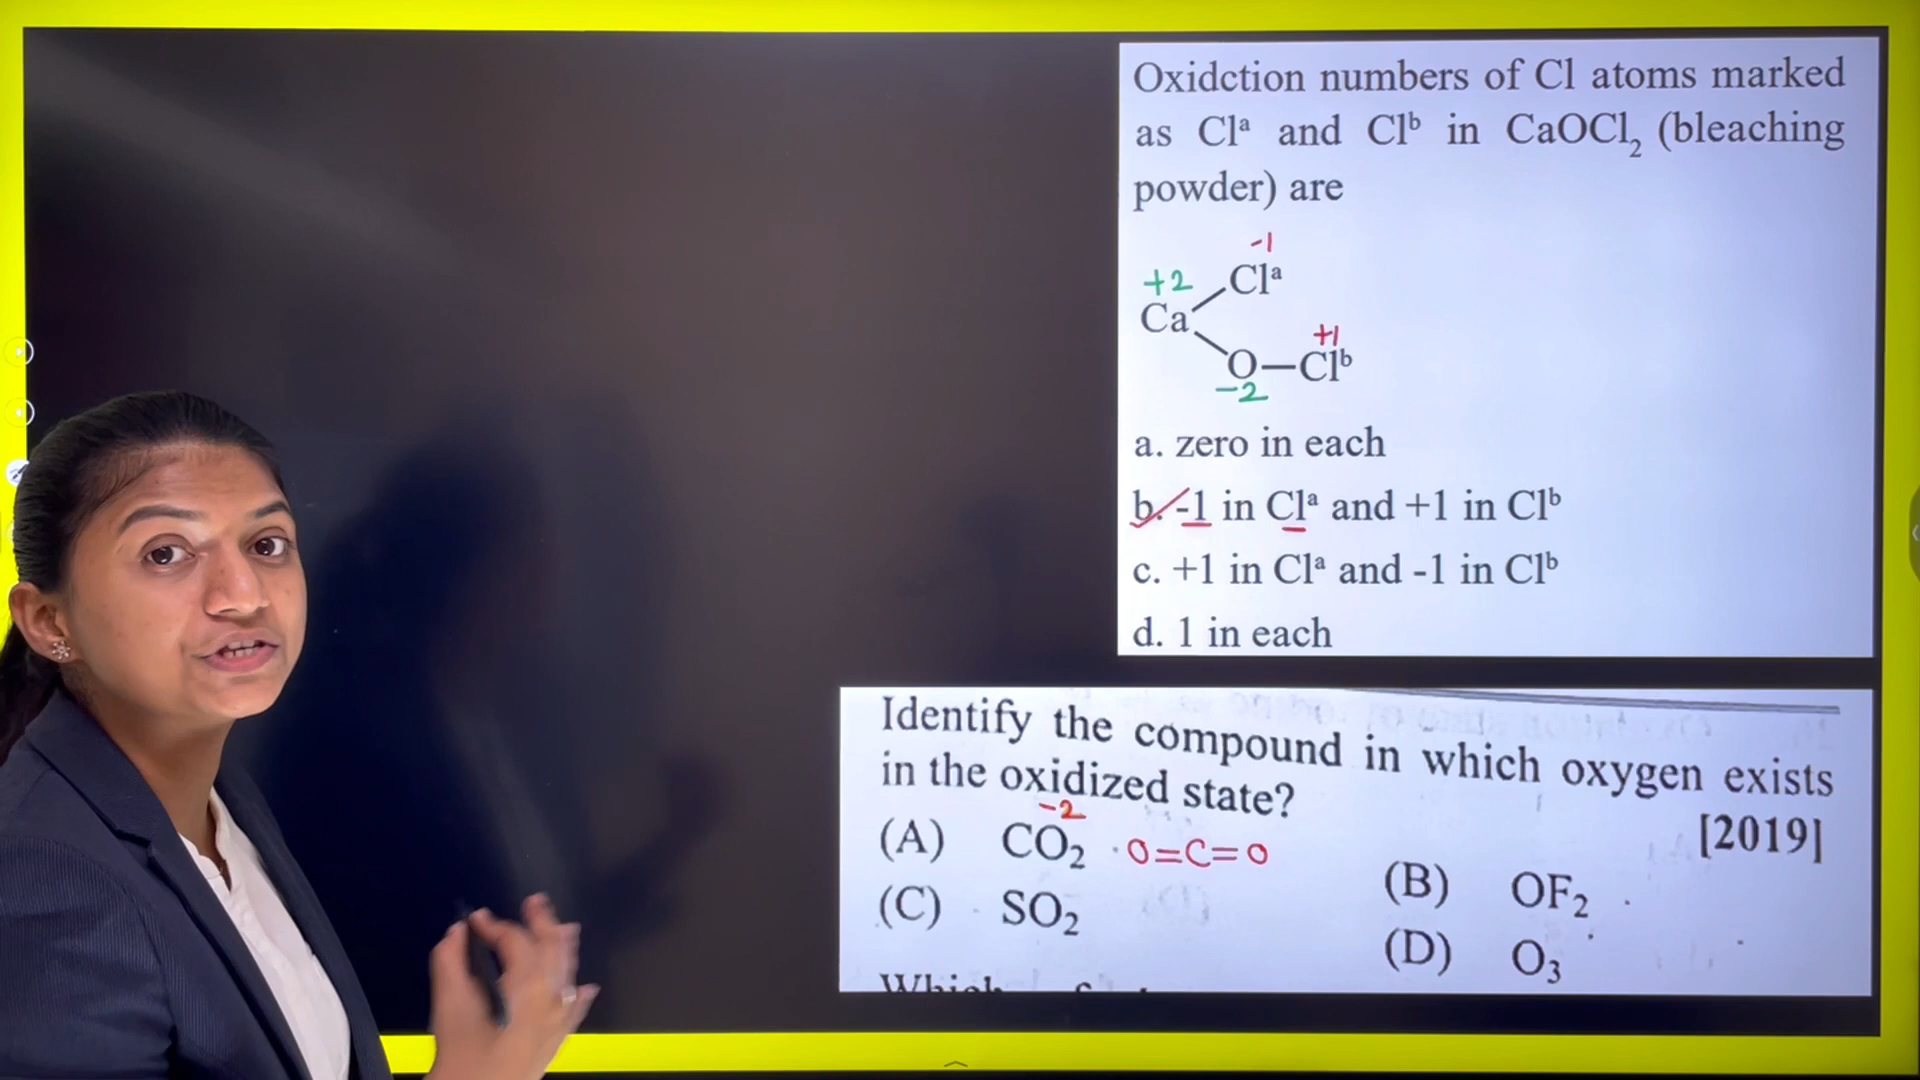 Oxidction numbers of Cl atoms marked
as Clᵃ and Clᵇ in CaOCl₂ (bleaching
powder) are
-1
+2 Clᵃ
Ca
+1
O—Clᵇ
-2
a. zero in each
b. -1 in Clᵃ and +1 in Clᵇ
c. +1 in Clᵃ and -1 in Clᵇ
d. 1 in each
Identify the compound in which oxygen exists
in the oxidized state?
[2019]
-2
(A) CO₂ O=C=O
(B) OF₂
(C) SO₂
(D) O₃
Which